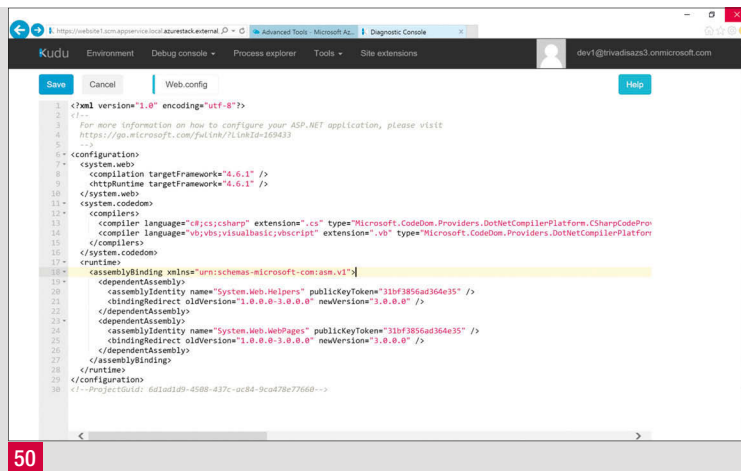 https://website1.scm.appservice.local.azurestack.external
Advanced Tools - Microsoft Az...
Diagnostic Console
Kudu
Environment
Debug console
Process explorer
Tools
Site extensions
dev1@trivadisazs3.onmicrosoft.com
Save
Cancel
Web.config
Help
1 <?xml version="1.0" encoding="utf-8"?>
2 <!--
3 For more information on how to configure your ASP.NET application, please visit
4 https://go.microsoft.com/fwlink/?LinkId=169433
5 -->
6 <configuration>
7 <system.web>
8 <compilation targetFramework="4.6.1" />
9 <httpRuntime targetFramework="4.6.1" />
10 </system.web>
11 <system.codedom>
12 <compilers>
13 <compiler language="c#;cs;csharp" extension=".cs" type="Microsoft.CodeDom.Providers.DotNetCompilerPlatform.CSharpCodePro
14 <compiler language="vb;vbs;visualbasic;vbscript" extension=".vb" type="Microsoft.CodeDom.Providers.DotNetCompilerPlatfor
15 </compilers>
16 </system.codedom>
17 <runtime>
18 <assemblyBinding xmlns="urn:schemas-microsoft-com:asm.v1">
19 <dependentAssembly>
20 <assemblyIdentity name="System.Web.Helpers" publicKeyToken="31bf3856ad364e35" />
21 <bindingRedirect oldVersion="1.0.0.0-3.0.0.0" newVersion="3.0.0.0" />
22 </dependentAssembly>
23 <dependentAssembly>
24 <assemblyIdentity name="System.Web.WebPages" publicKeyToken="31bf3856ad364e35" />
25 <bindingRedirect oldVersion="1.0.0.0-3.0.0.0" newVersion="3.0.0.0" />
26 </dependentAssembly>
27 </assemblyBinding>
28 </runtime>
29 </configuration>
30 <!--ProjectGuid: 6d1ad1d9-4508-437c-ac84-9ca478e77660-->
50